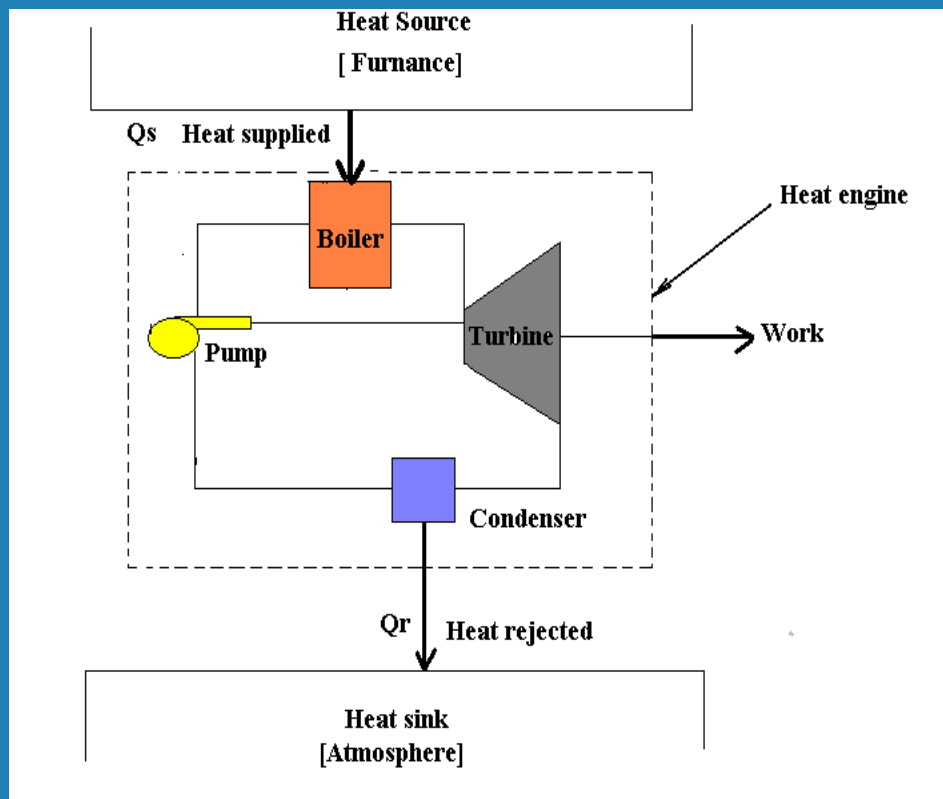 Heat Source
[ Furnance]
Qs Heat supplied
Heat engine
Boiler
Turbine
Work
Pump
Condenser
Qr Heat rejected
Heat sink
[Atmosphere]